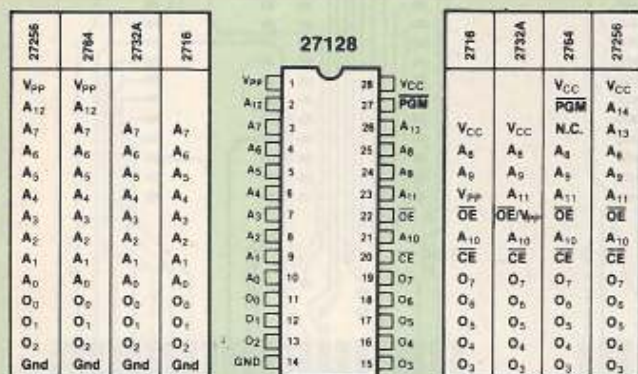 27256 2764 2732A 2716 27128 2716 2732A 2764 27256
VPP VPP VPP 1 28 VCC VCC VCC
A12 A12 A12 2 27 PGM PGM A14
A7 A7 A7 A7 A7 3 26 A13 VCC VCC N.C. A13
A6 A6 A6 A6 A6 4 25 A8 A8 A8 A8 A8
A5 A5 A5 A5 A5 5 24 A9 A9 A9 A9 A9
A4 A4 A4 A4 A4 6 23 A11 VPP A11 A11 A11
A3 A3 A3 A3 A3 7 22 OE OE OE/VPP OE OE
A2 A2 A2 A2 A2 8 21 A10 A10 A10 A10 A10
A1 A1 A1 A1 A1 9 20 CE CE CE CE CE
A0 A0 A0 A0 A0 10 19 O7 O7 O7 O7 O7
O0 O0 O0 O0 O0 11 18 O6 O6 O6 O6 O6
O1 O1 O1 O1 O1 12 17 O5 O5 O5 O5 O5
O2 O2 O2 O2 O2 13 16 O4 O4 O4 O4 O4
Gnd Gnd Gnd Gnd GND 14 15 O3 O3 O3 O3 O3